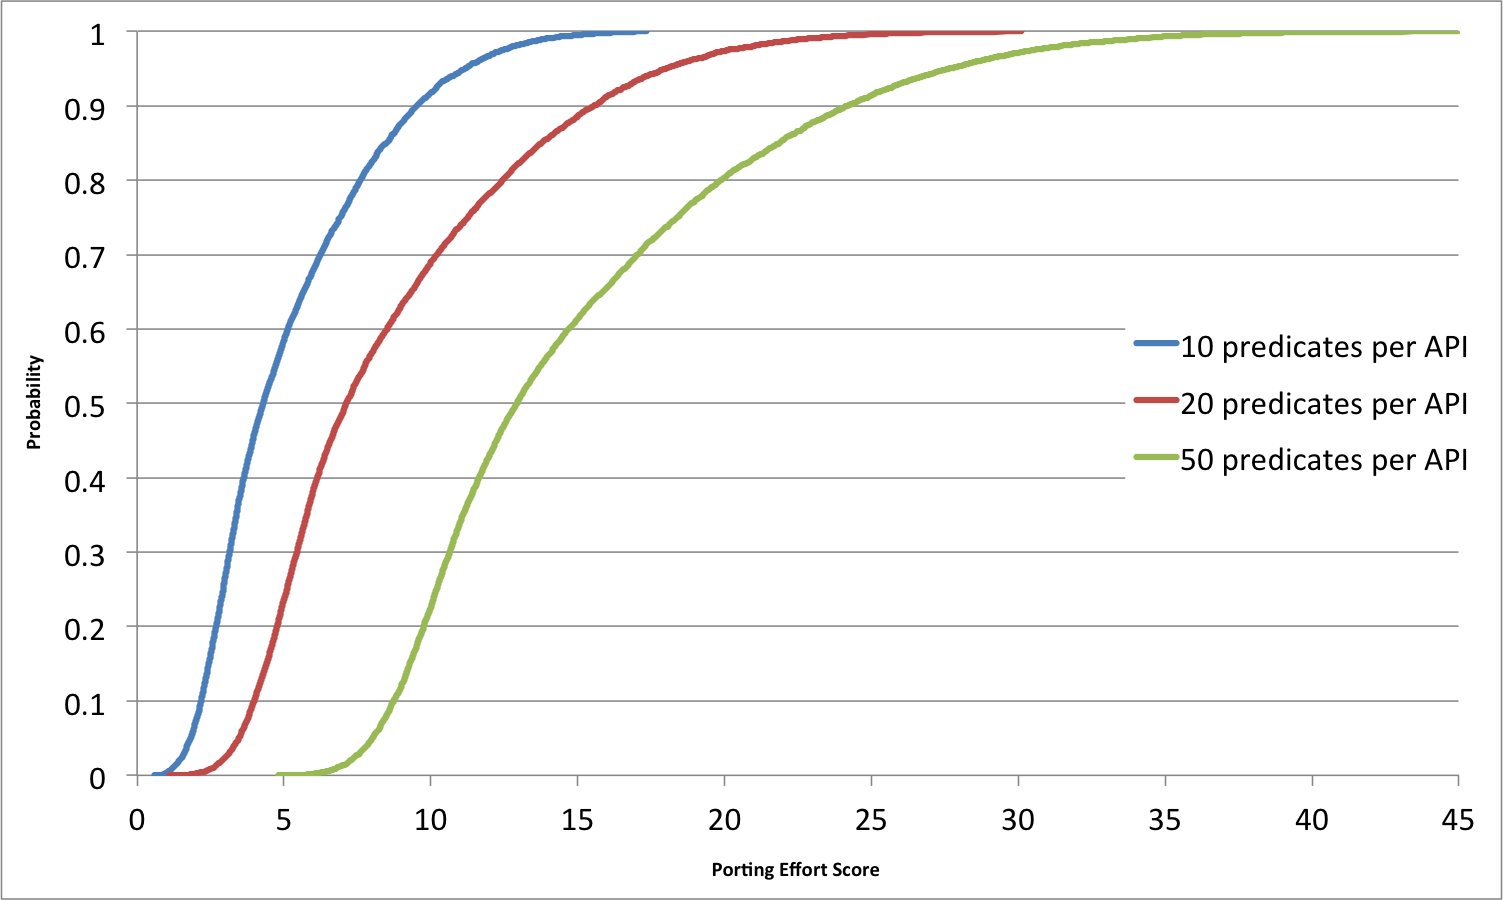 1
0.9
0.8
0.7
0.6
0.5
0.4
0.3
0.2
0.1
0
Probability
10 predicates per API
20 predicates per API
50 predicates per API
0 5 10 15 20 25 30 35 40 45
Porting Effort Score